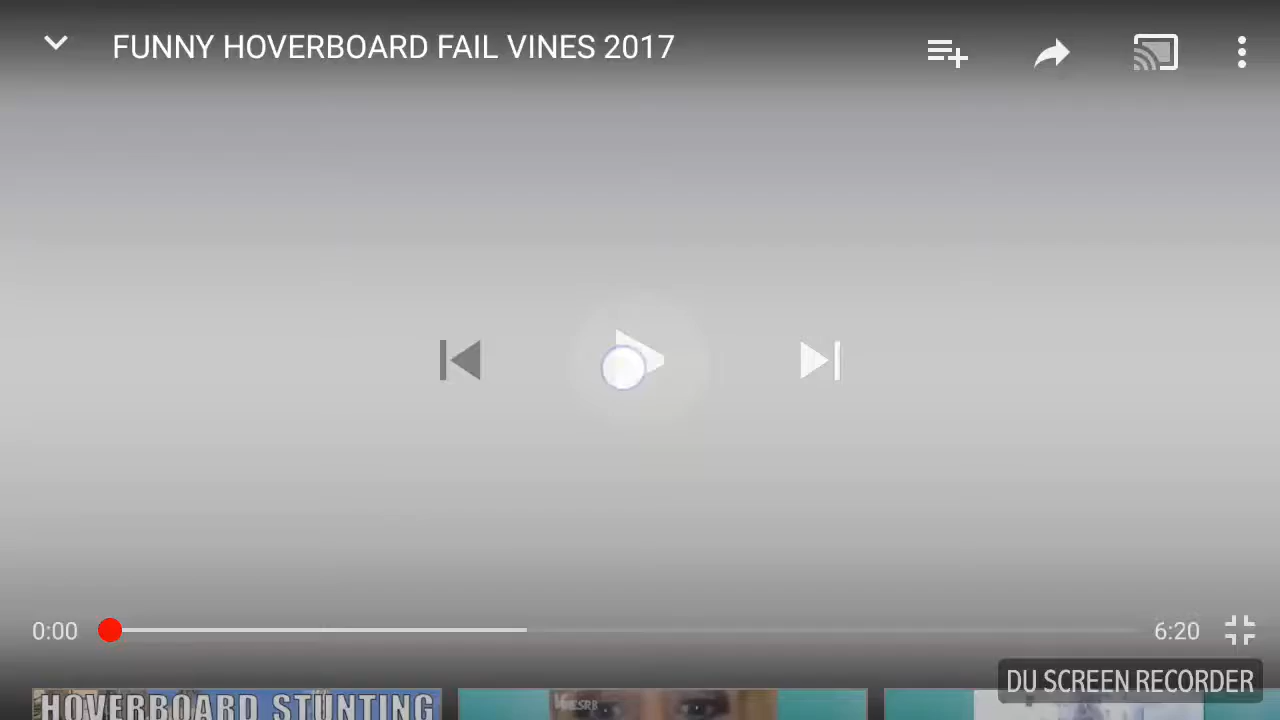 FUNNY HOVERBOARD FAIL VINES 2017
0:00
6:20
DU SCREEN RECORDER
HOVERBOARD STUNTING